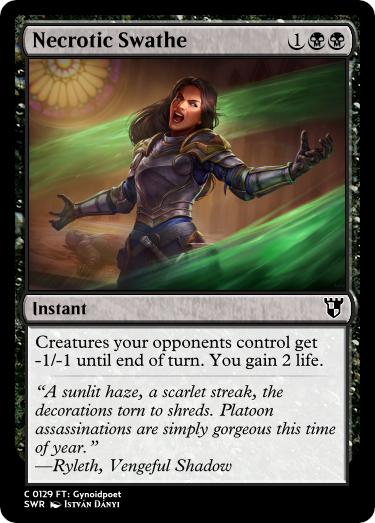 Necrotic Swathe 1
Instant
Creatures your opponents control get
-1/-1 until end of turn. You gain 2 life.
“A sunlit haze, a scarlet streak, the
decorations torn to shreds. Platoon
assassinations are simply gorgeous this time
of year.”
—Ryleth, Vengeful Shadow
C 0129 FT: Gynoidpoet
SWR István Dányi